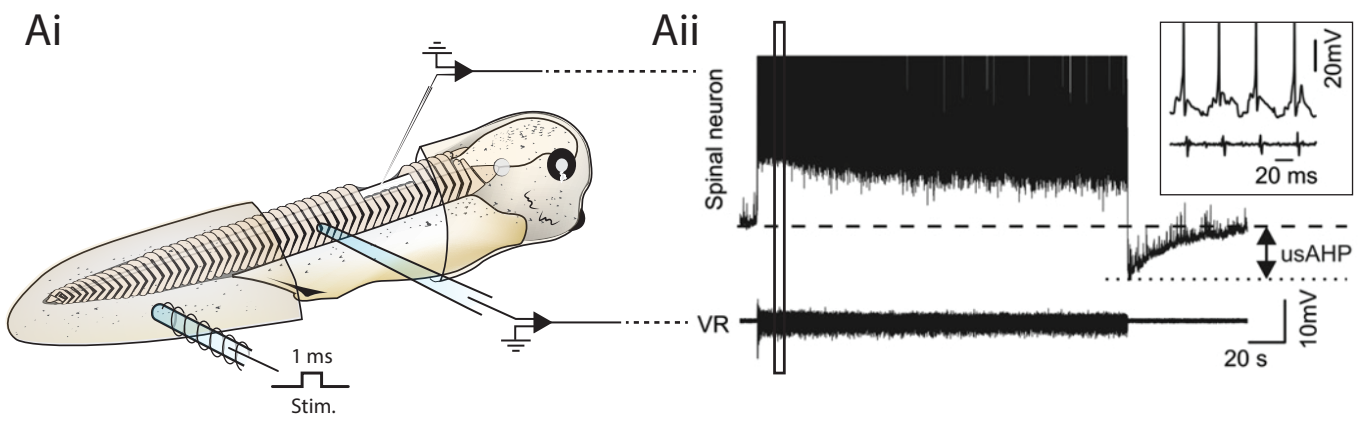 Ai
1 ms
Stim.
Aii
Spinal neuron
20mV
20 ms
usAHP
VR
10mV
20 s